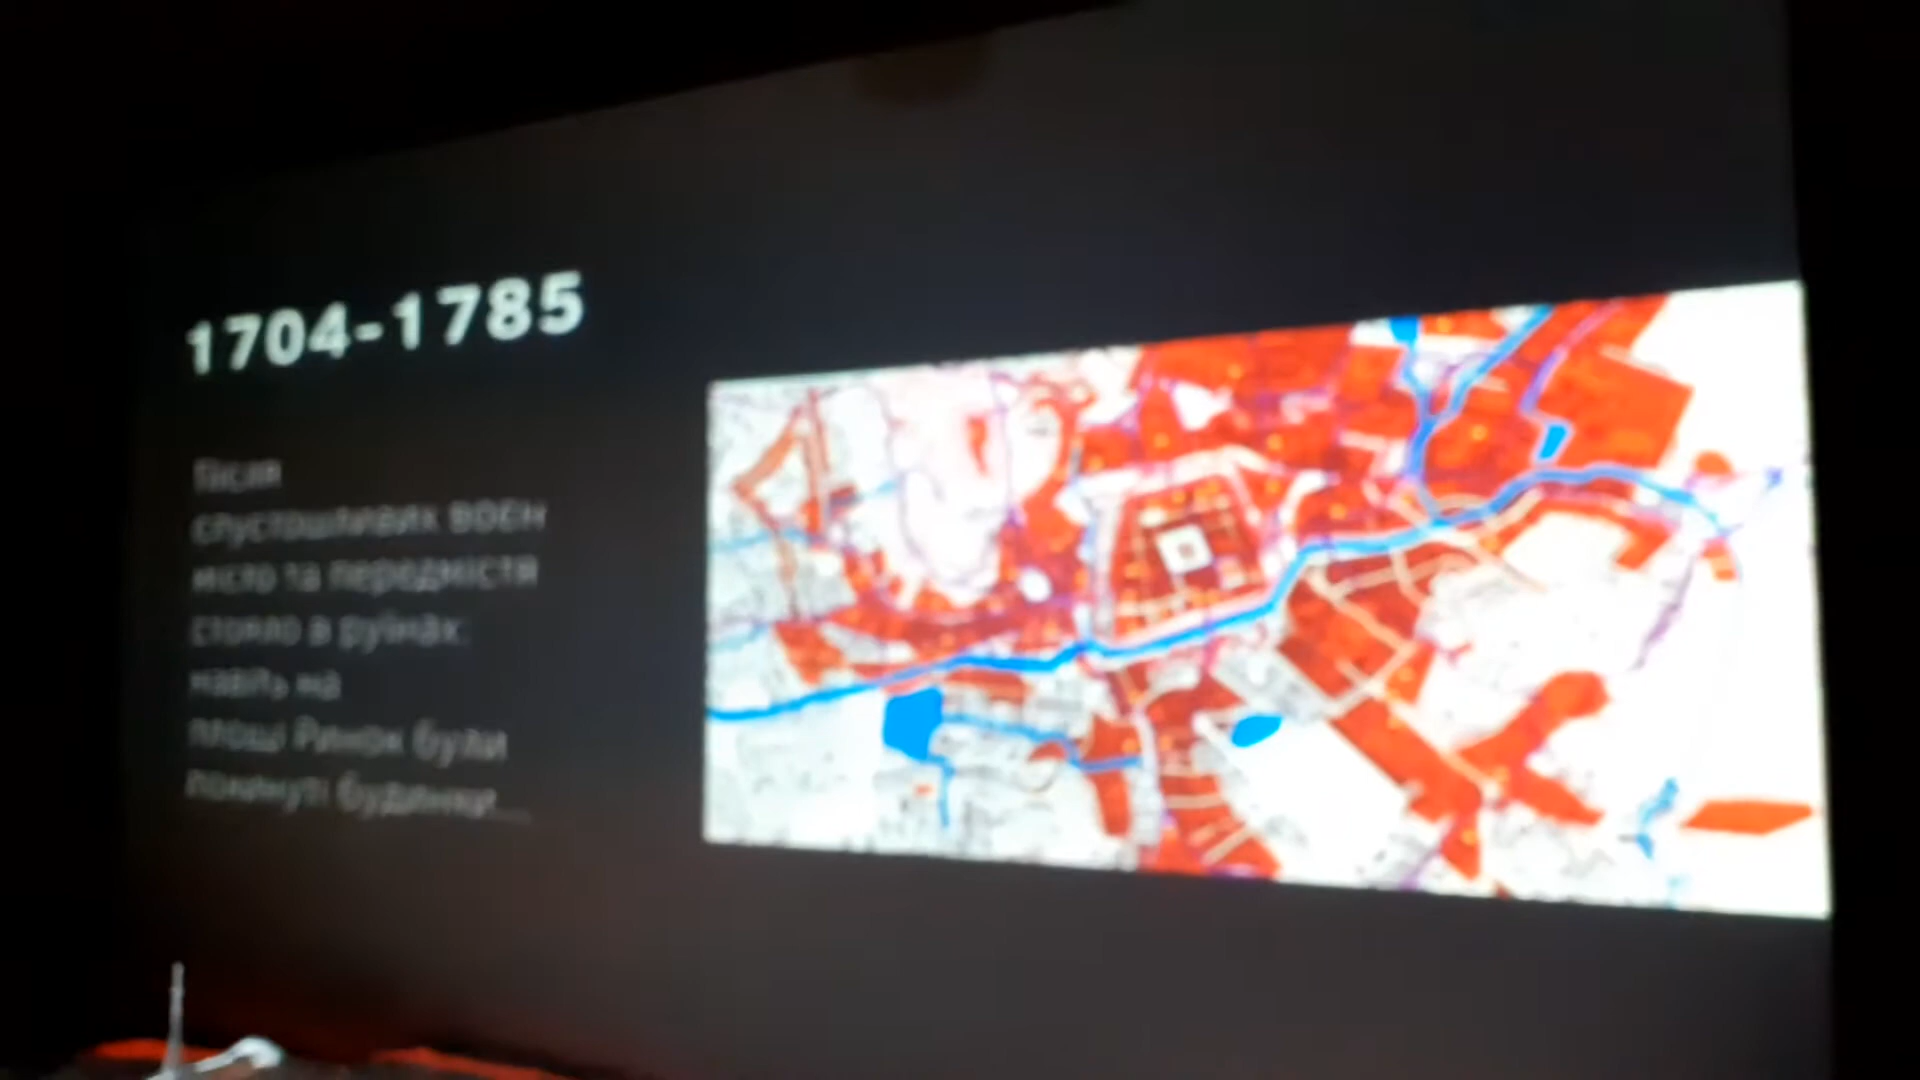 1704-1785
Після
спустошливих воєн
місто та передмістя
стояло в руїнах:
навіть на
площі Ринок були
покинуті будинки...